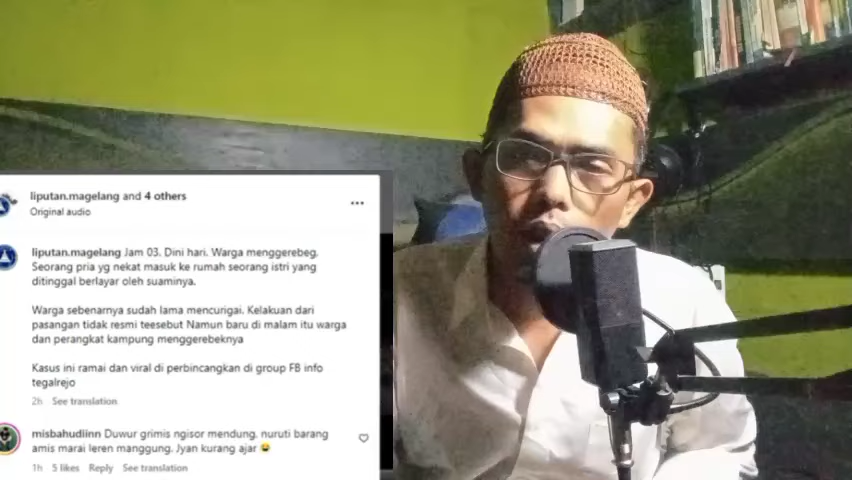 liputan.magelang and 4 others
Original audio
liputan.magelang Jam 03. Dini hari. Warga menggerebeg.
Seorang pria yg nekat masuk ke rumah seorang istri yang
ditinggal berlayar oleh suaminya.
Warga sebenarnya sudah lama mencurigai. Kelakuan dari
pasangan tidak resmi teesebut Namun baru di malam itu warga
dan perangkat kampung menggerebeknya
Kasus ini ramai dan viral di perbincangkan di group FB info
tegalrejo
2h See translation
misbahudiinn Duwur grimis ngisor mendung. nuruti barang
amis marai leren manggung. Jyan kurang ajar 😂
1h 5 likes Reply See translation